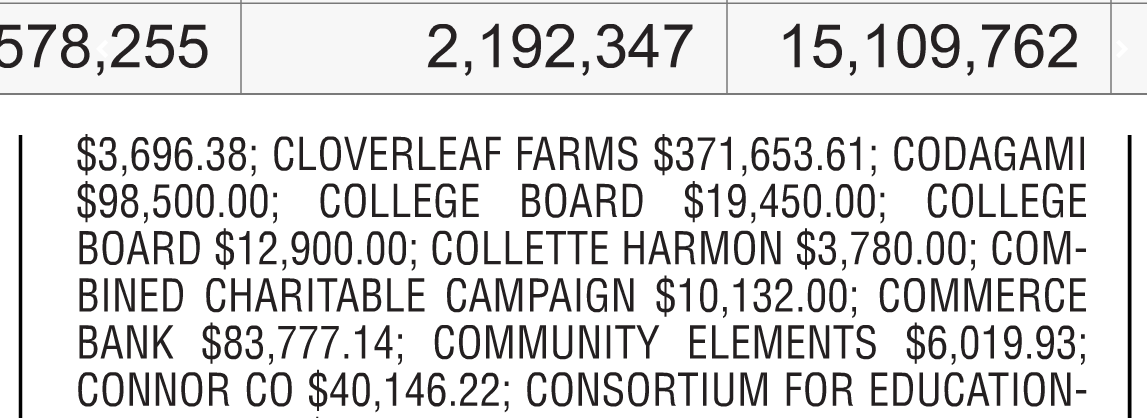 578,255 2,192,347 15,109,762
$3,696.38; CLOVERLEAF FARMS $371,653.61; CODAGAMI
$98,500.00; COLLEGE BOARD $19,450.00; COLLEGE
BOARD $12,900.00; COLLETTE HARMON $3,780.00; COM-
BINED CHARITABLE CAMPAIGN $10,132.00; COMMERCE
BANK $83,777.14; COMMUNITY ELEMENTS $6,019.93;
CONNOR CO $40,146.22; CONSORTIUM FOR EDUCATION-